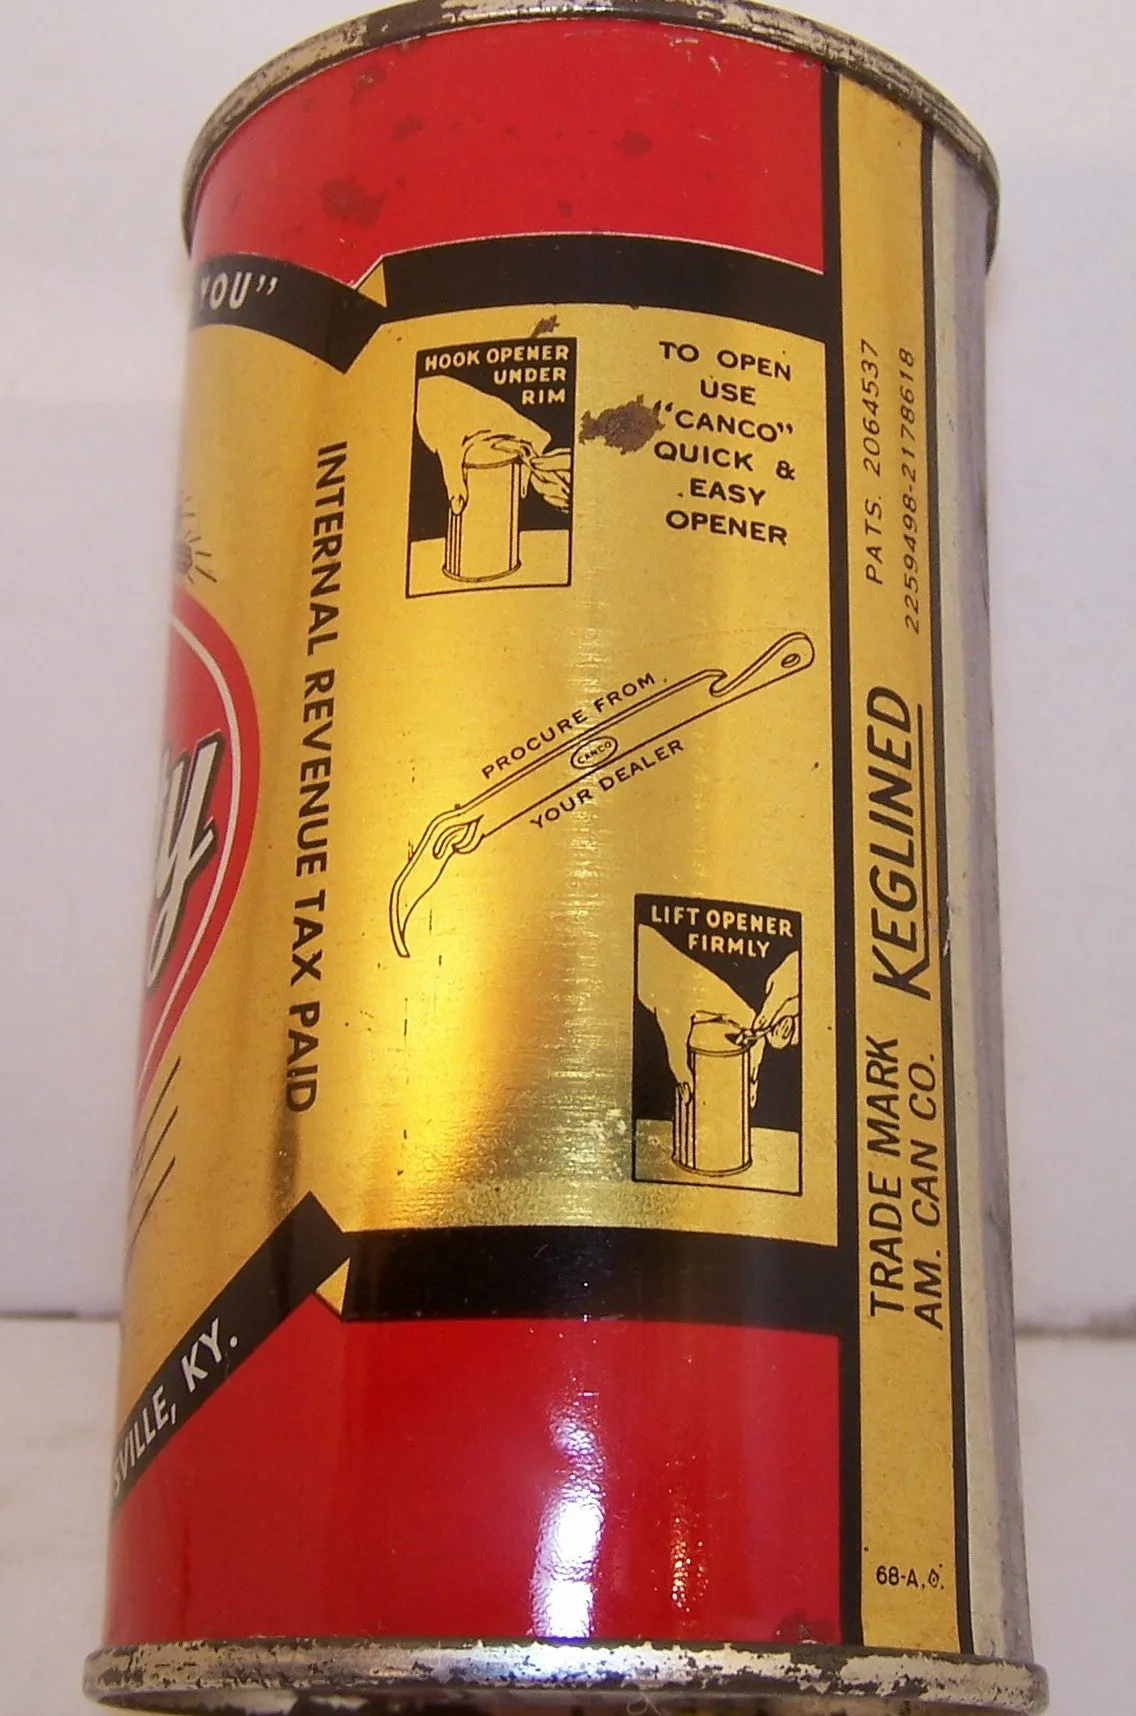 YOU”
HOOK OPENER
UNDER
RIM
TO OPEN
USE
“CANCO”
QUICK &
EASY
OPENER
INTERNAL REVENUE TAX PAID
PROCURE FROM
CANCO
YOUR DEALER
LIFT OPENER
FIRMLY
TRADE MARK KEGLINED PATS. 2064537
AM. CAN CO. 2259498-2178618
SVILLE, KY.